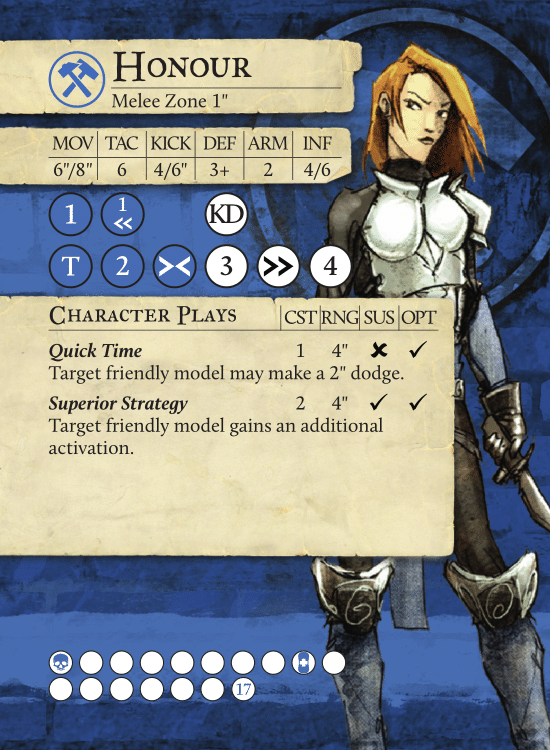 Honour
Melee Zone 1"
MOV TAC KICK DEF ARM INF
6"/8" 6 4/6" 3+ 2 4/6
1 1 << KD
T 2 >< 3 >> 4
Character Plays CST RNG SUS OPT
Quick Time 1 4" ✘ ✓
Target friendly model may make a 2" dodge.
Superior Strategy 2 4" ✓ ✓
Target friendly model gains an additional
activation.
17